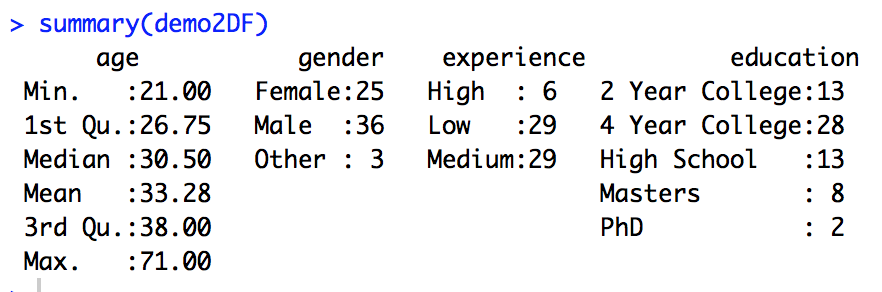 > summary(demo2DF)
      age            gender    experience           education
 Min.   :21.00   Female:25   High  : 6   2 Year College:13
 1st Qu.:26.75   Male  :36   Low   :29   4 Year College:28
 Median :30.50   Other : 3   Medium:29   High School   :13
 Mean   :33.28                           Masters       : 8
 3rd Qu.:38.00                           PhD           : 2
 Max.   :71.00